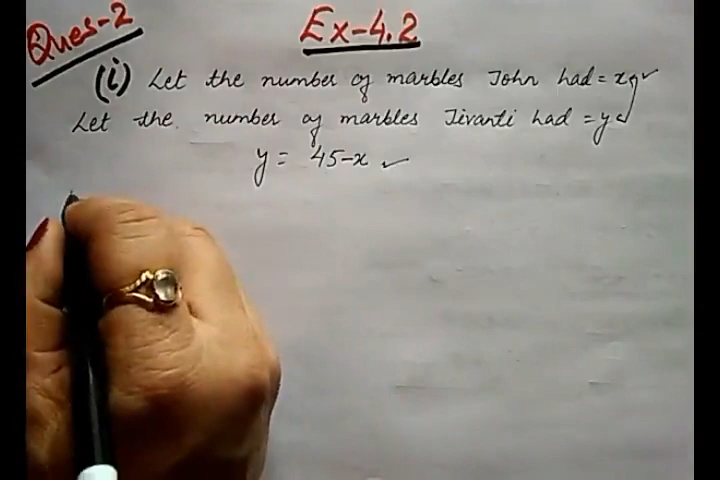 Ques-2
Ex-4.2
(i) Let the number of marbles John had = x
Let the number of marbles Jivanti had = y
y = 45-x